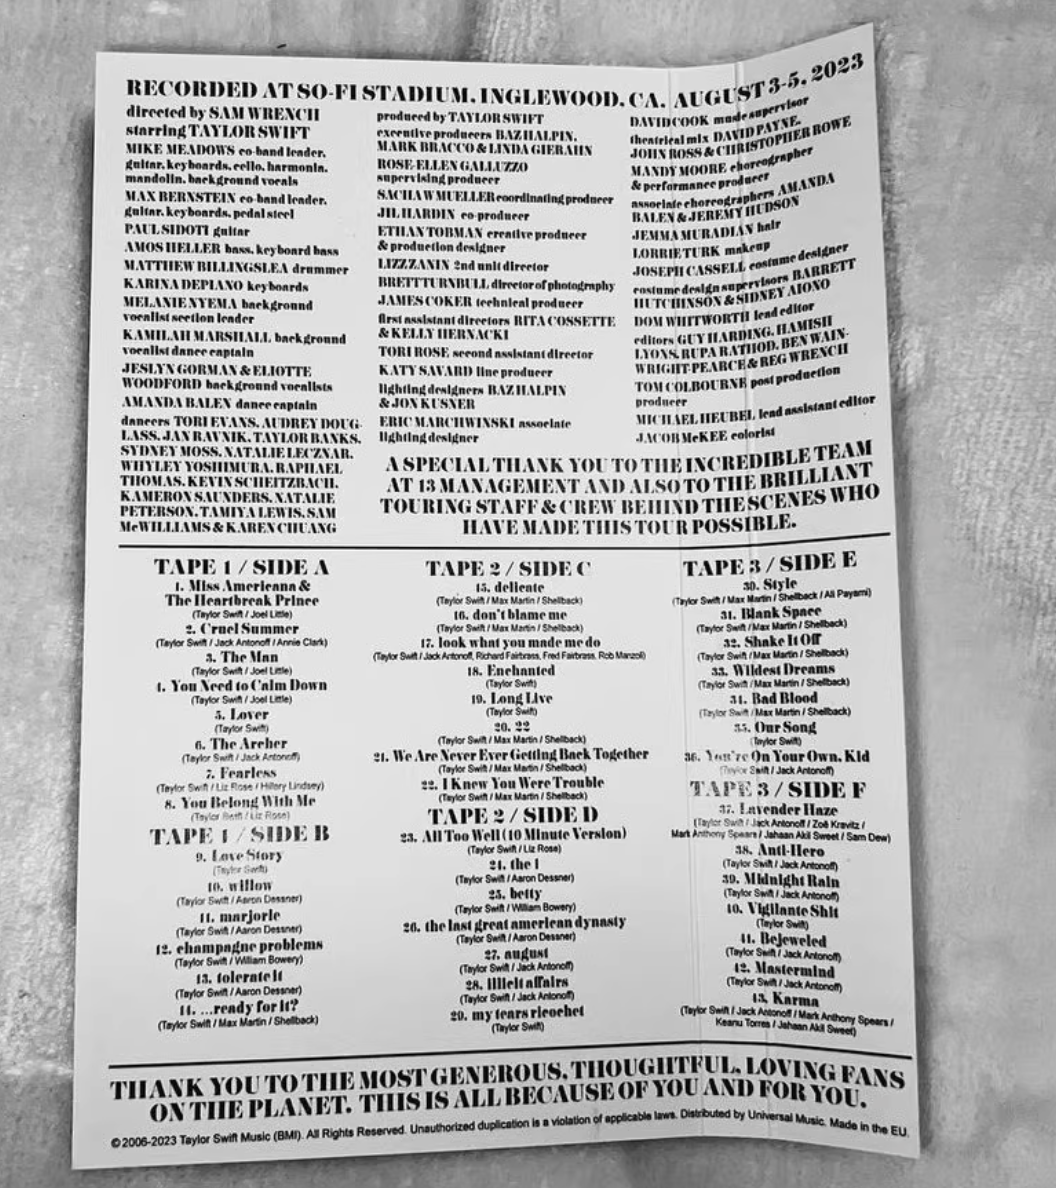 RECORDED AT SO-FI STADIUM, INGLEWOOD, CA, AUGUST 3-5, 2023
directed by SAM WRENCH
starring TAYLOR SWIFT
MIKE MEADOWS co-band leader,
guitar, keyboards, cello, harmonia,
mandolin, background vocals
MAX BERNSTEIN co-band leader,
guitar, keyboards, pedal steel
PAUL SIDOTI guitar
AMOS HELLER bass, keyboard bass
MATTHEW BILLINGSLEA drummer
KARINA DEPIANO keyboards
MELANIE NYEMA background
vocalist section leader
KAMILAH MARSHALL background
vocalist dance captain
JESLYN GORMAN & ELIOTTE
WOODFORD background vocalists
AMANDA BALEN dance captain
dancers TORI EVANS, AUDREY DOUG-
LASS, JAN RAVNIK, TAYLOR BANKS,
SYDNEY MOSS, NATALIE LECZNAR,
WHYLEY YOSHIMURA, RAPHAEL
THOMAS, KEVIN SCHEITZBACH,
KAMERON SAUNDERS, NATALIE
PETERSON, TAMIYA LEWIS, SAM
McWILLIAMS & KAREN CHUANG
produced by TAYLOR SWIFT
executive producers BAZ HALPIN,
MARK BRACCO & LINDA GIERAHN
ROSE-ELLEN GALLUZZO
supervising producer
SACHA W MUELLER coordinating producer
JIL HARDIN co-producer
ETHAN TOBMAN creative producer
& production designer
LIZZ ZANIN 2nd unit director
BRETT TURNBULL director of photography
JAMES COKER technical producer
first assistant directors RITA COSSETTE
& KELLY HERNACKI
TORI ROSE second assistant director
KATY SAVARD line producer
lighting designers BAZ HALPIN
& JON KUSNER
ERIC MARCHWINSKI associate
lighting designer
DAVID COOK music supervisor
theatrical mix DAVID PAYNE,
JOHN ROSS & CHRISTOPHER ROWE
MANDY MOORE choreographer
& performance producer
associate choreographers AMANDA
BALEN & JEREMY HUDSON
JEMMA MURADIAN hair
LORRIE TURK makeup
JOSEPH CASSELL costume designer
costume design supervisors BARRETT
HUTCHINSON & SIDNEY AIONO
DOM WHITWORTH lead editor
editors GUY HARDING, HAMISH
LYONS, RUPA RATHOD, BEN WAIN-
WRIGHT-PEARCE & REG WRENCH
TOM COLBOURNE post production
producer
MICHAEL HEUBEL lead assistant editor
JACOB McKEE colorist
A SPECIAL THANK YOU TO THE INCREDIBLE TEAM
AT 13 MANAGEMENT AND ALSO TO THE BRILLIANT
TOURING STAFF & CREW BEHIND THE SCENES WHO
HAVE MADE THIS TOUR POSSIBLE.
TAPE 1 / SIDE A
1. Miss Americana &
The Heartbreak Prince
(Taylor Swift / Joel Little)
2. Cruel Summer
(Taylor Swift / Jack Antonoff / Annie Clark)
3. The Man
(Taylor Swift / Joel Little)
4. You Need to Calm Down
(Taylor Swift / Joel Little)
5. Lover
(Taylor Swift)
6. The Archer
(Taylor Swift / Jack Antonoff)
7. Fearless
(Taylor Swift / Liz Rose / Hillary Lindsey)
8. You Belong With Me
(Taylor Swift / Liz Rose)
TAPE 1 / SIDE B
9. Love Story
(Taylor Swift)
10. willow
(Taylor Swift / Aaron Dessner)
11. marjorie
(Taylor Swift / Aaron Dessner)
12. champagne problems
(Taylor Swift / William Bowery)
13. tolerate it
(Taylor Swift / Aaron Dessner)
14. ...ready for it?
(Taylor Swift / Max Martin / Shellback)
TAPE 2 / SIDE C
15. delicate
(Taylor Swift / Max Martin / Shellback)
16. don't blame me
(Taylor Swift / Max Martin / Shellback)
17. look what you made me do
(Taylor Swift / Jack Antonoff, Richard Fairbrass, Fred Fairbrass, Rob Manzoli)
18. Enchanted
(Taylor Swift)
19. Long Live
(Taylor Swift)
20. 22
(Taylor Swift / Max Martin / Shellback)
21. We Are Never Ever Getting Back Together
(Taylor Swift / Max Martin / Shellback)
22. I Knew You Were Trouble
(Taylor Swift / Max Martin / Shellback)
TAPE 2 / SIDE D
23. All Too Well (10 Minute Version)
(Taylor Swift / Liz Rose)
24. the 1
(Taylor Swift / Aaron Dessner)
25. betty
(Taylor Swift / William Bowery)
26. the last great american dynasty
(Taylor Swift / Aaron Dessner)
27. august
(Taylor Swift / Jack Antonoff)
28. illicit affairs
(Taylor Swift / Jack Antonoff)
29. my tears ricochet
(Taylor Swift)
TAPE 3 / SIDE E
30. Style
(Taylor Swift / Max Martin / Shellback / Ali Payami)
31. Blank Space
(Taylor Swift / Max Martin / Shellback)
32. Shake It Off
(Taylor Swift / Max Martin / Shellback)
33. Wildest Dreams
(Taylor Swift / Max Martin / Shellback)
34. Bad Blood
(Taylor Swift / Max Martin / Shellback)
35. Our Song
(Taylor Swift)
36. You're On Your Own, Kid
(Taylor Swift / Jack Antonoff)
TAPE 3 / SIDE F
37. Lavender Haze
(Taylor Swift / Jack Antonoff / Zoë Kravitz /
Mark Anthony Spears / Jahaan Akil Sweet / Sam Dew)
38. Anti-Hero
(Taylor Swift / Jack Antonoff)
39. Midnight Rain
(Taylor Swift / Jack Antonoff)
40. Vigilante Shit
(Taylor Swift)
41. Bejeweled
(Taylor Swift / Jack Antonoff)
42. Mastermind
(Taylor Swift / Jack Antonoff)
43. Karma
(Taylor Swift / Jack Antonoff / Mark Anthony Spears /
Keanu Torres / Jahaan Akil Sweet)
THANK YOU TO THE MOST GENEROUS, THOUGHTFUL, LOVING FANS
ON THE PLANET. THIS IS ALL BECAUSE OF YOU AND FOR YOU.
©2006-2023 Taylor Swift Music (BMI). All Rights Reserved. Unauthorized duplication is a violation of applicable laws. Distributed by Universal Music. Made in the EU.